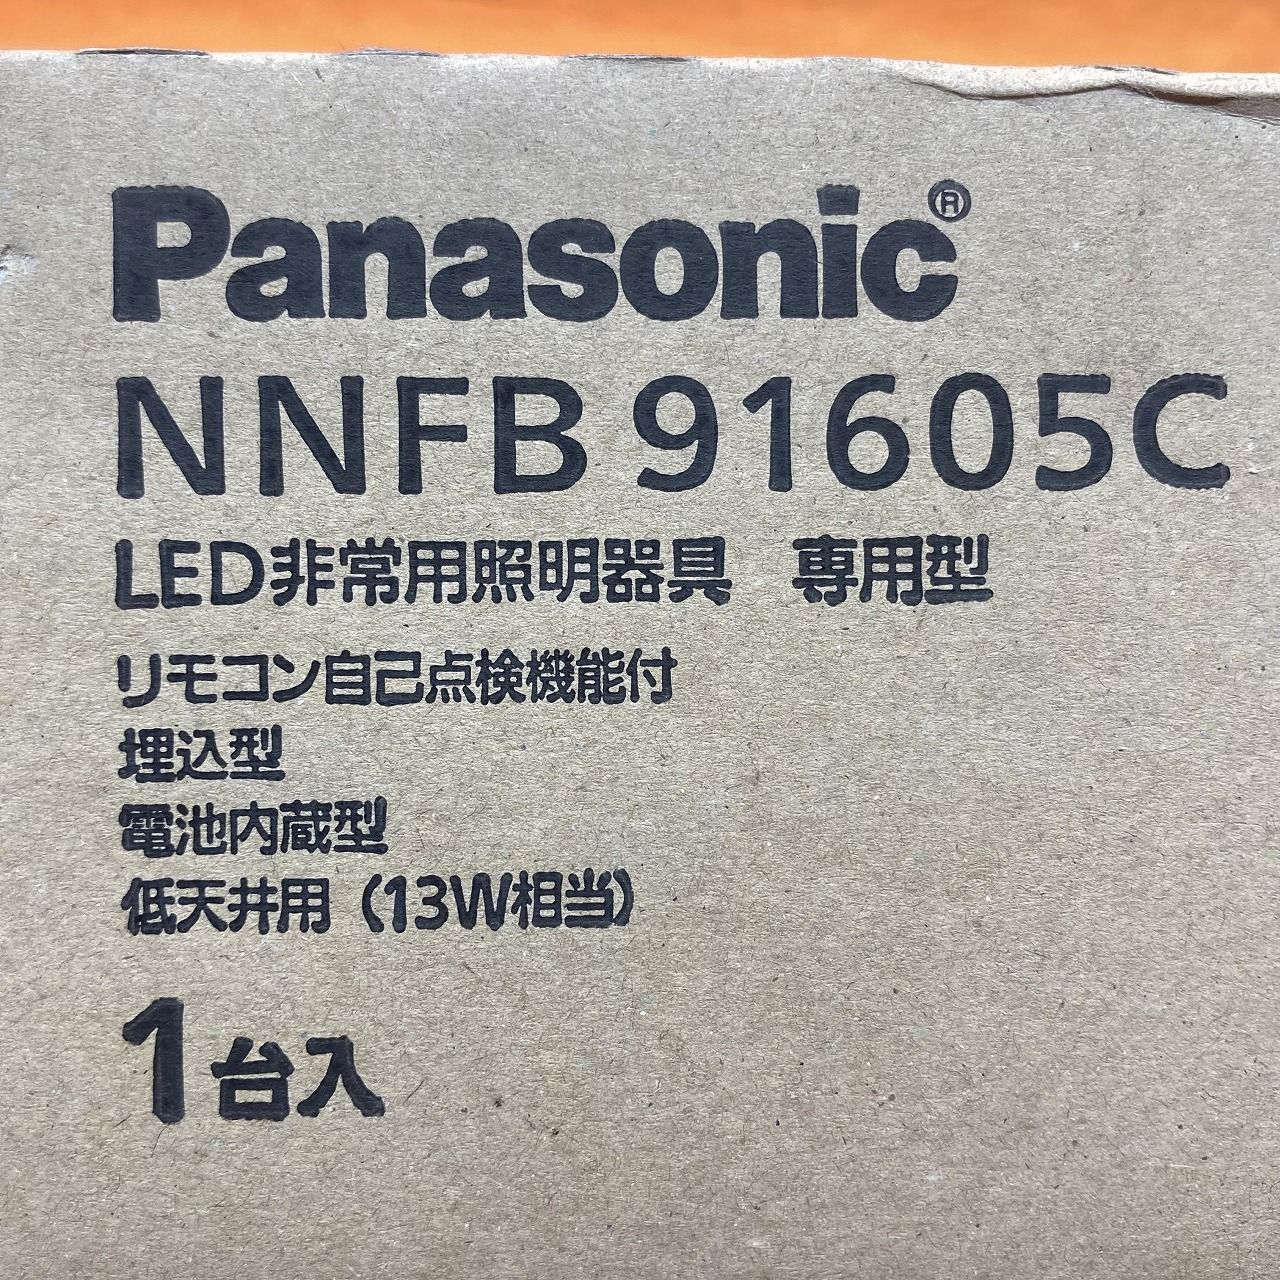 Panasonic®
NNFB 91605C
LED非常用照明器具　専用型
リモコン自己点検機能付
埋込型
電池内蔵型
低天井用（13W相当）
1台入